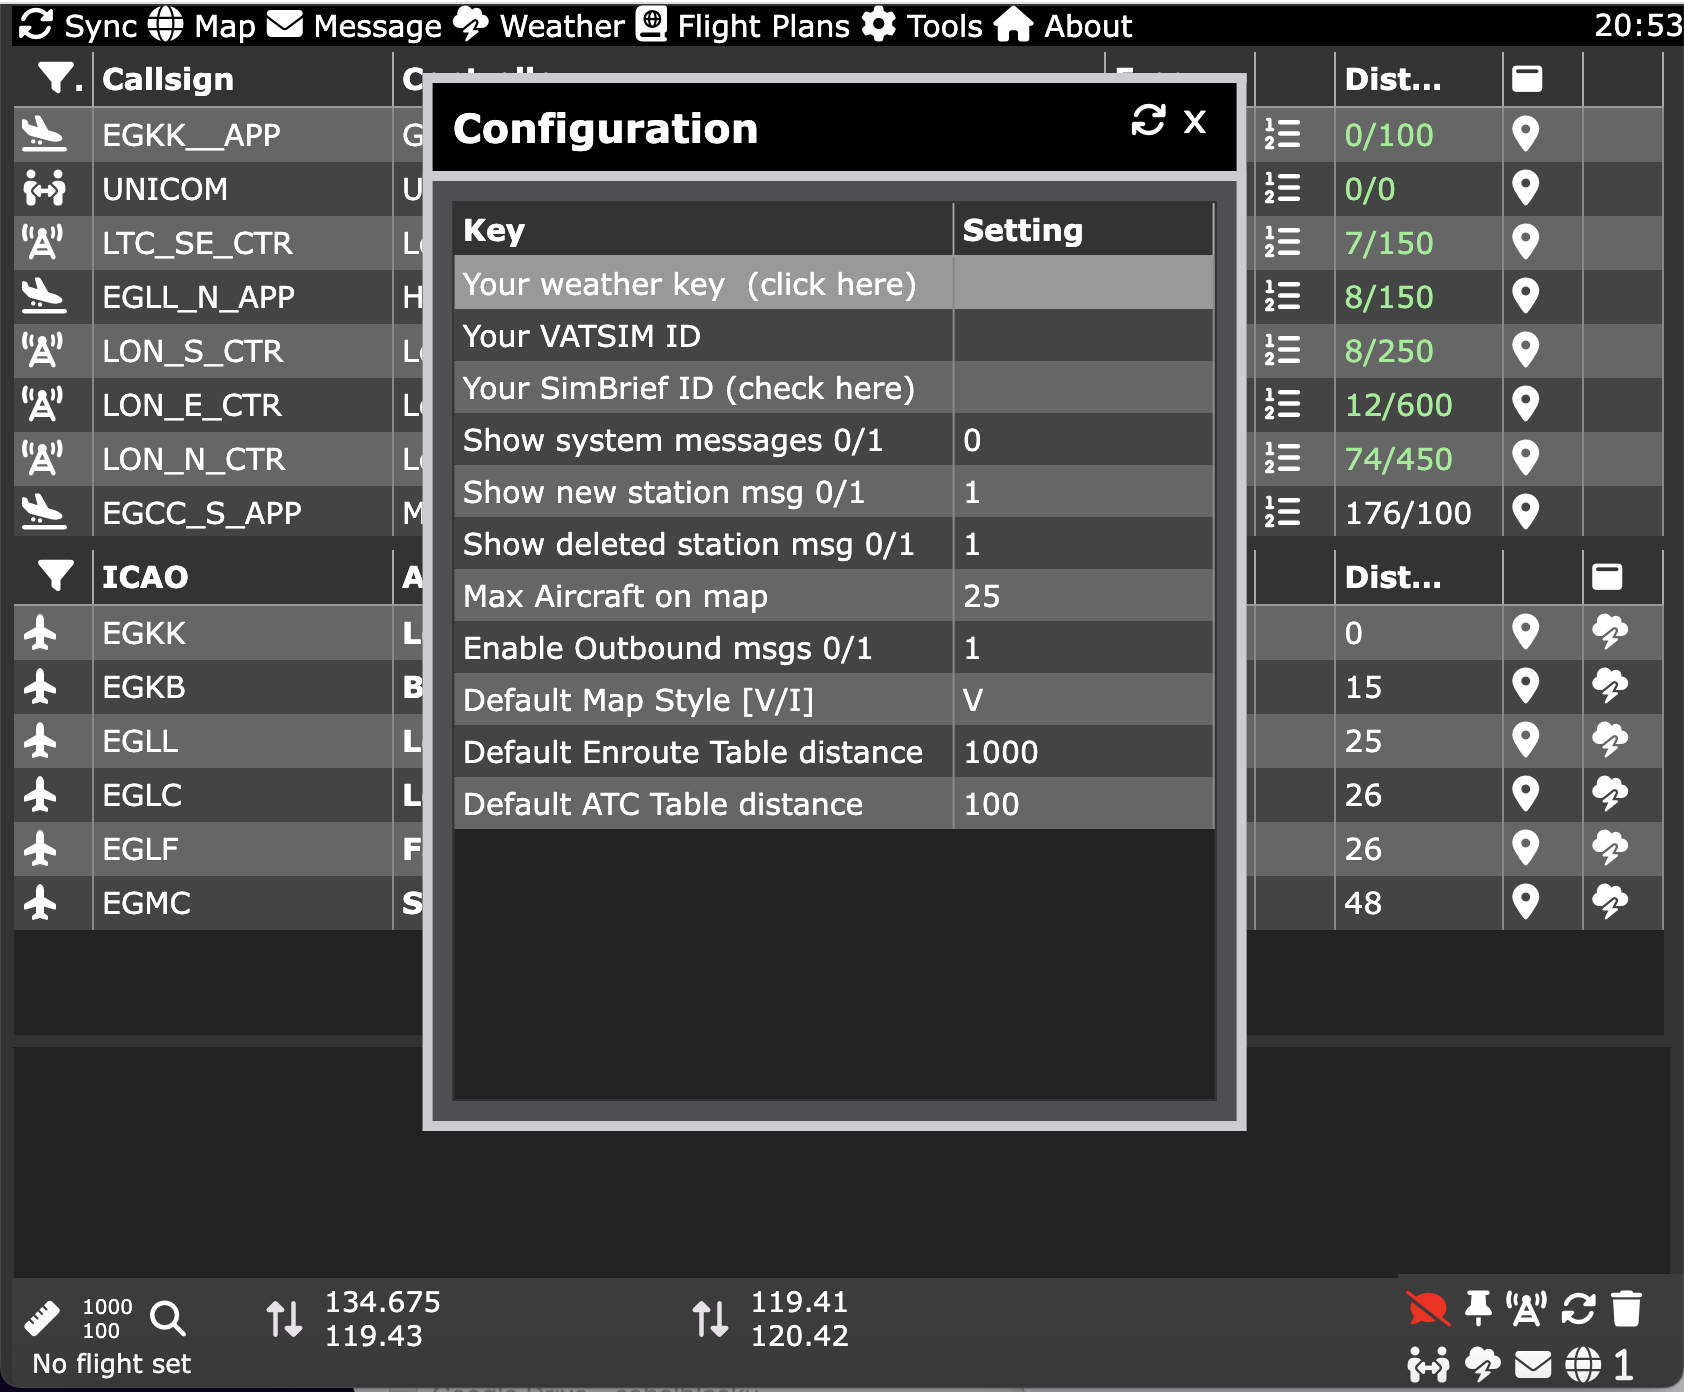 Sync Map Message Weather Flight Plans Tools About 20:53
Callsign Dist...
Configuration X
EGKK__APP G 0/100
UNICOM U 0/0
LTC_SE_CTR 7/150
EGLL_N_APP H 8/150
LON_S_CTR 8/250
LON_E_CTR 12/600
LON_N_CTR 74/450
EGCC_S_APP M 176/100
Key Setting
Your weather key (click here)
Your VATSIM ID
Your SimBrief ID (check here)
Show system messages 0/1 0
Show new station msg 0/1 1
Show deleted station msg 0/1 1
Max Aircraft on map 25
Enable Outbound msgs 0/1 1
Default Map Style [V/I] V
Default Enroute Table distance 1000
Default ATC Table distance 100
ICAO A Dist...
EGKK L 0
EGKB B 15
EGLL L 25
EGLC L 26
EGLF F 26
EGMC S 48
1000
100
134.675
119.43
119.41
120.42
No flight set
1